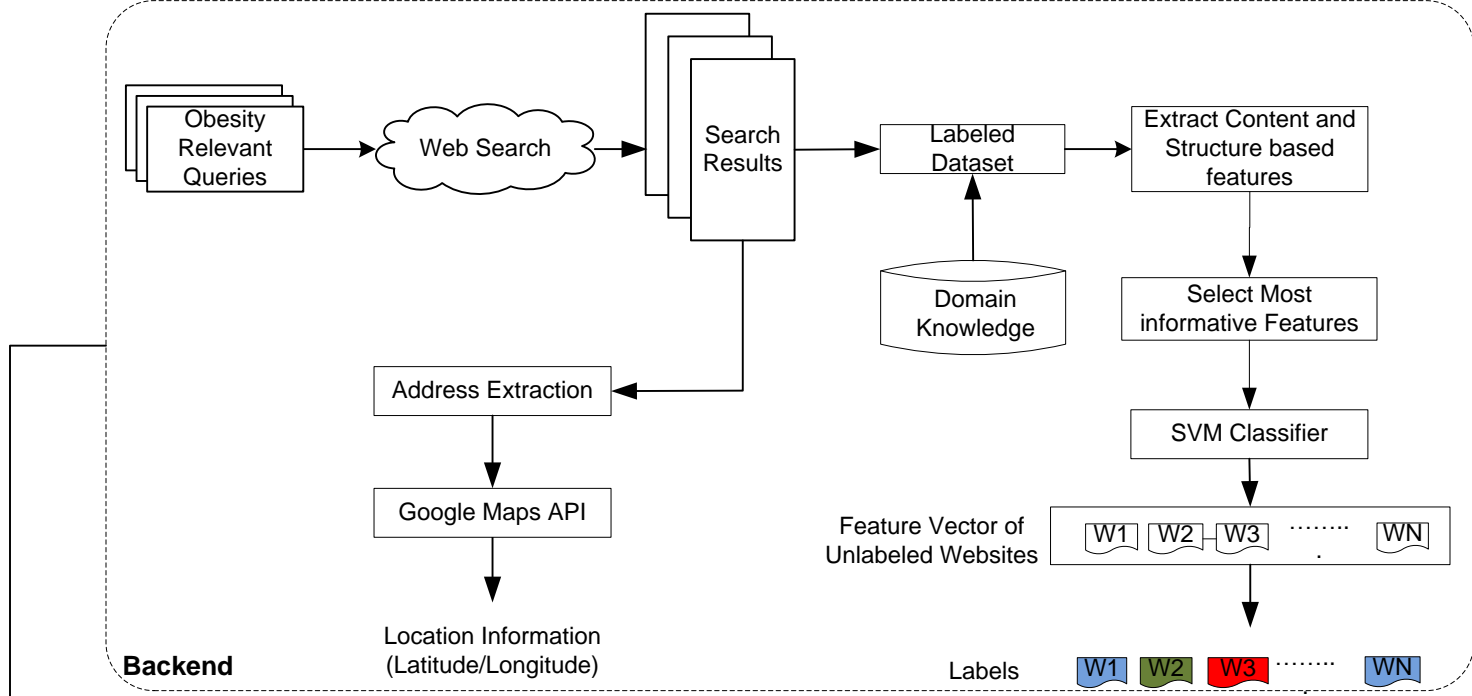 Obesity
Relevant
Queries
Web Search
Search
Results
Labeled
Dataset
Extract Content and
Structure based
features
Domain
Knowledge
Select Most
informative Features
Address Extraction
SVM Classifier
Google Maps API
Feature Vector of
Unlabeled Websites
W1 W2 W3 ........ WN
.
Location Information
(Latitude/Longitude)
Backend
Labels
W1 W2 W3 ........ WN
.